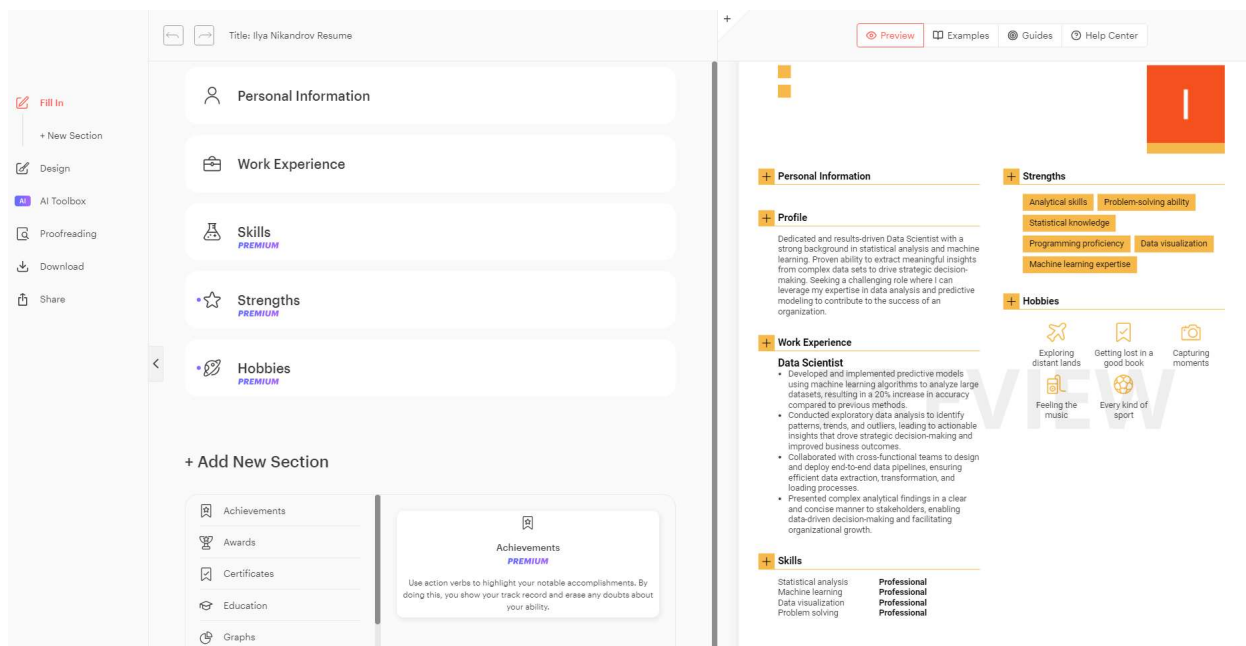 Title: Ilya Nikandrov Resume
Fill In
+ New Section
Design
AI AI Toolbox
Proofreading
Download
Share
Personal Information
Work Experience
Skills
PREMIUM
Strengths
PREMIUM
Hobbies
PREMIUM
+ Add New Section
Achievements
Awards
Certificates
Education
Graphs
Achievements
PREMIUM
Use action verbs to highlight your notable accomplishments. By
doing this, you show your track record and erase any doubts about
your ability.
+
Preview
Examples
Guides
Help Center
I
+ Personal Information
+ Profile
Dedicated and results-driven Data Scientist with a
strong background in statistical analysis and machine
learning. Proven ability to extract meaningful insights
from complex data sets to drive strategic decision-
making. Seeking a challenging role where I can
leverage my expertise in data analysis and predictive
modeling to contribute to the success of an
organization.
+ Work Experience
Data Scientist
• Developed and implemented predictive models
using machine learning algorithms to analyze large
datasets, resulting in a 20% increase in accuracy
compared to previous methods.
• Conducted exploratory data analysis to identify
patterns, trends, and outliers, leading to actionable
insights that drove strategic decision-making and
improved business outcomes.
• Collaborated with cross-functional teams to design
and deploy end-to-end data pipelines, ensuring
efficient data extraction, transformation, and
loading processes.
• Presented complex analytical findings in a clear
and concise manner to stakeholders, enabling
data-driven decision-making and facilitating
organizational growth.
+ Skills
Statistical analysis Professional
Machine learning Professional
Data visualization Professional
Problem solving Professional
+ Strengths
Analytical skills Problem-solving ability
Statistical knowledge
Programming proficiency Data visualization
Machine learning expertise
+ Hobbies
Exploring
distant lands
Getting lost in a
good book
Capturing
moments
Feeling the
music
Every kind of
sport
PREVIEW